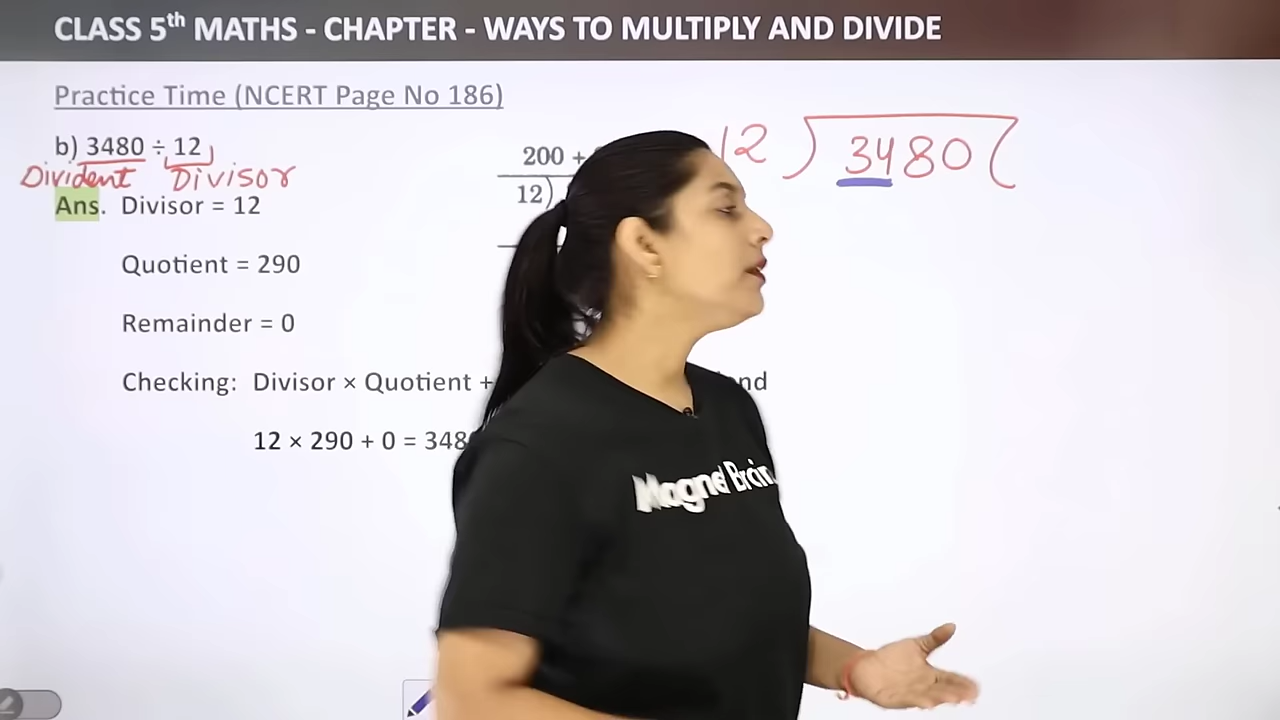 CLASS 5th MATHS - CHAPTER - WAYS TO MULTIPLY AND DIVIDE
Practice Time (NCERT Page No 186)
b) 3480 ÷ 12
Divident Divisor
Ans. Divisor = 12
Quotient = 290
Remainder = 0
Checking: Divisor × Quotient +
12 × 290 + 0 = 348
200 +
12)
12 ) 3480 (
Magnet Brain